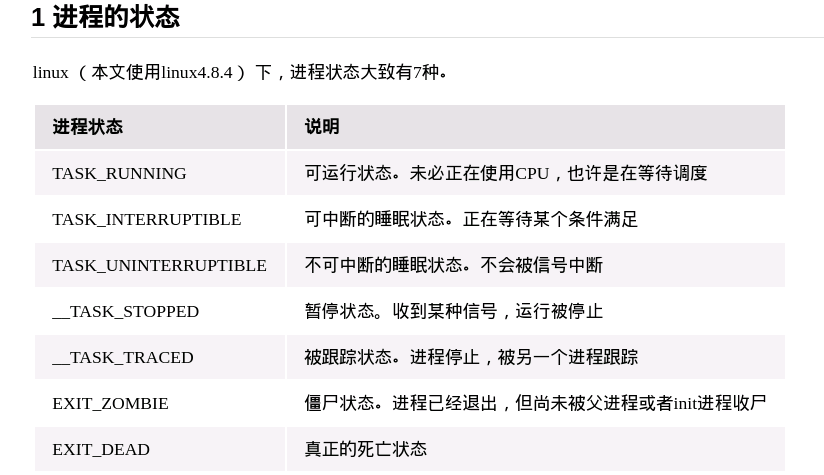 1 进程的状态
linux（本文使用linux4.8.4）下，进程状态大致有7种。
进程状态 说明
TASK_RUNNING 可运行状态。未必正在使用CPU，也许是在等待调度
TASK_INTERRUPTIBLE 可中断的睡眠状态。正在等待某个条件满足
TASK_UNINTERRUPTIBLE 不可中断的睡眠状态。不会被信号中断
__TASK_STOPPED 暂停状态。收到某种信号，运行被停止
__TASK_TRACED 被跟踪状态。进程停止，被另一个进程跟踪
EXIT_ZOMBIE 僵尸状态。进程已经退出，但尚未被父进程或者init进程收尸
EXIT_DEAD 真正的死亡状态